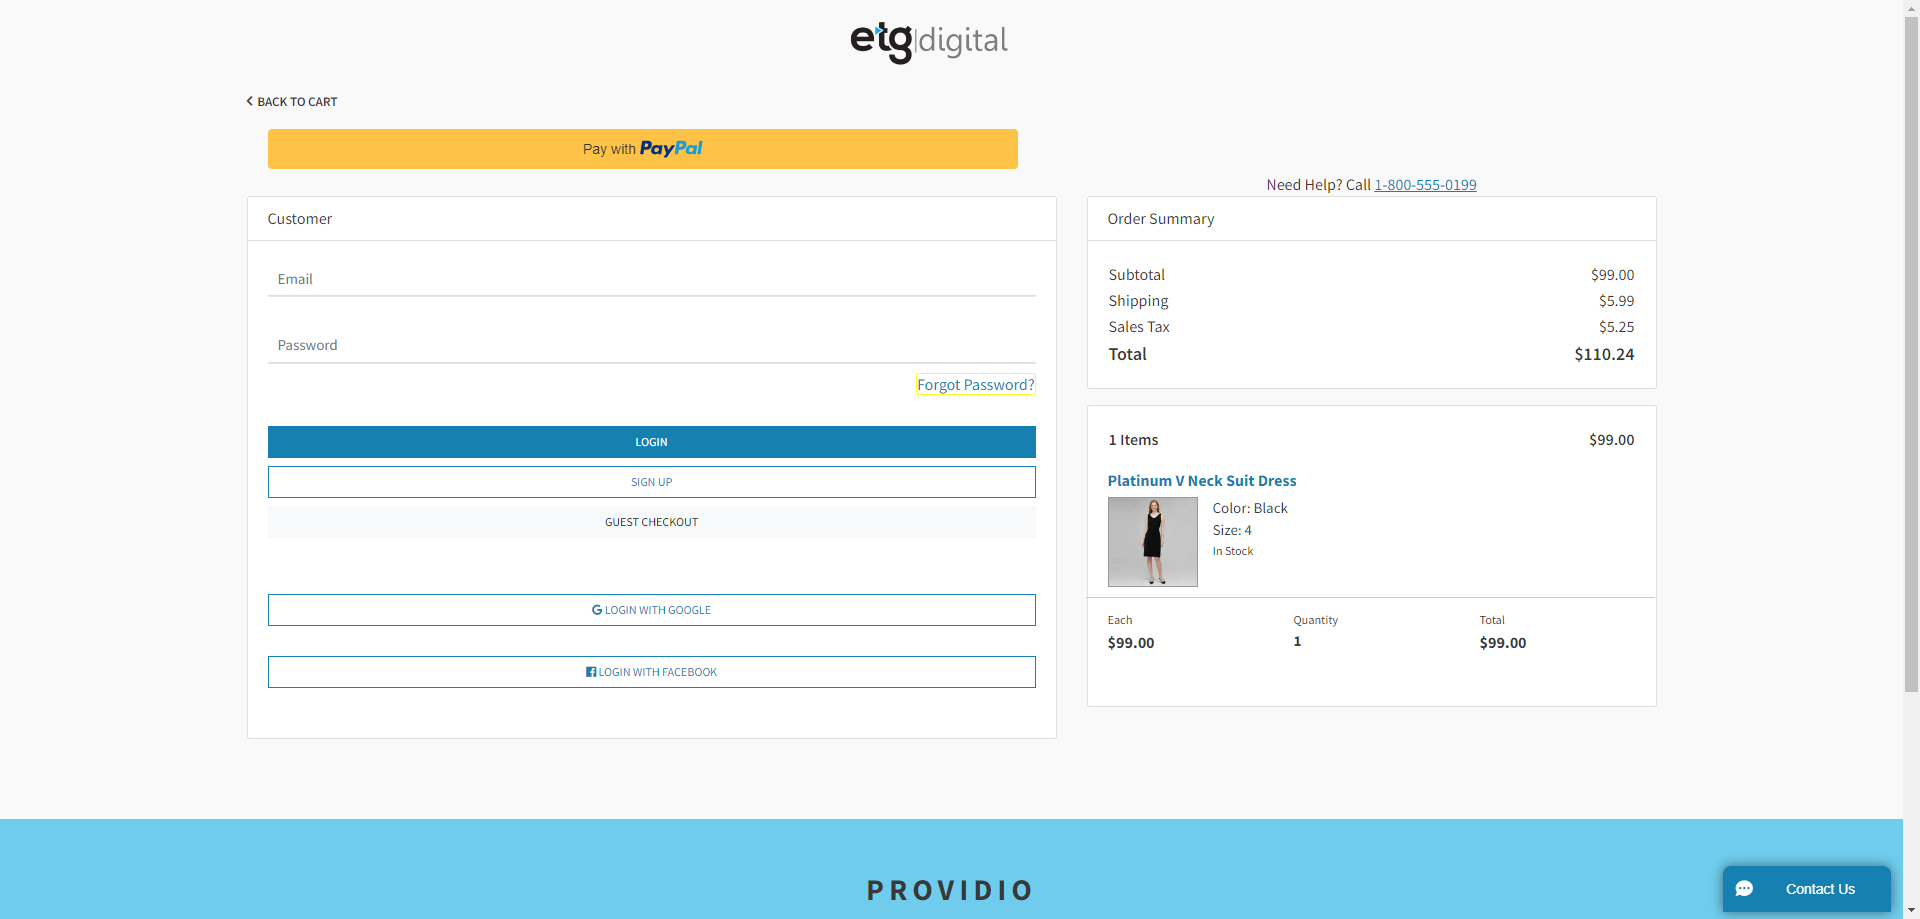 etg|digital
BACK TO CART
Pay with PayPal
Need Help? Call 1-800-555-0199
Customer
Email
Password
Forgot Password?
LOGIN
SIGN UP
GUEST CHECKOUT
LOGIN WITH GOOGLE
LOGIN WITH FACEBOOK
Order Summary
Subtotal $99.00
Shipping $5.99
Sales Tax $5.25
Total $110.24
1 Items $99.00
Platinum V Neck Suit Dress
Color: Black
Size: 4
In Stock
Each Quantity Total
$99.00 1 $99.00
PROVIDIO
Contact Us